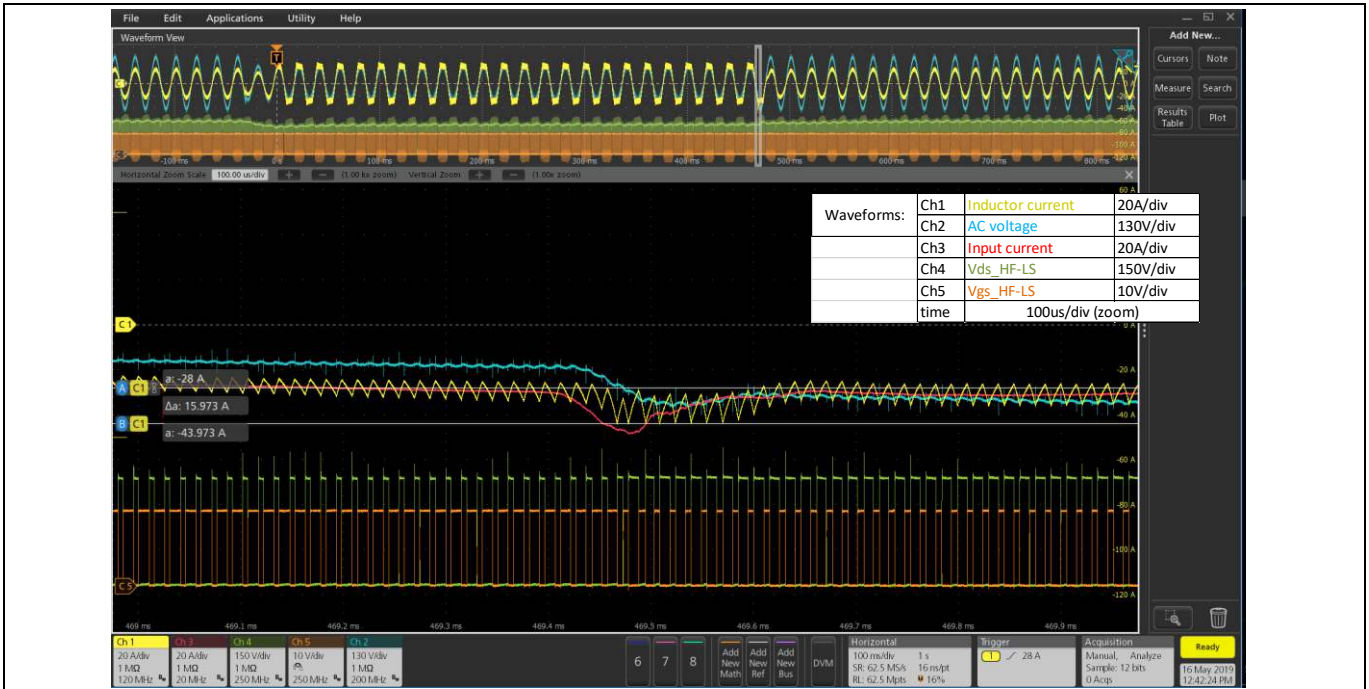 File Edit Applications Utility Help
Waveform View
Add New...
Cursors Note
Measure Search
Results Table Plot
T
-40 A
-60 A
-80 A
-100 A
-120 A
-100 ms 0 s 100 ms 200 ms 300 ms 400 ms 500 ms 600 ms 700 ms 800 ms
Horizontal Zoom Scale 100.00 us/div + — (1.00 kx zoom) Vertical Zoom + — (1.00x zoom)
60 A
Waveforms: Ch1 Inductor current 20A/div
Ch2 AC voltage 130V/div
Ch3 Input current 20A/div
Ch4 Vds_HF-LS 150V/div
Ch5 Vgs_HF-LS 10V/div
time 100us/div (zoom)
C1
0 A
-20 A
A C1 a: -28 A
Δa: 15.973 A
-40 A
B C1 a: -43.973 A
-60 A
-80 A
-100 A
C5
-120 A
469 ms 469.1 ms 469.2 ms 469.3 ms 469.4 ms 469.5 ms 469.6 ms 469.7 ms 469.8 ms 469.9 ms
Ch 1 Ch 3 Ch 4 Ch 5 Ch 2
20 A/div 20 A/div 150 V/div 10 V/div 130 V/div
1 MΩ 1 MΩ 1 MΩ 1 MΩ
120 MHz 20 MHz 250 MHz 250 MHz 200 MHz
6 7 8
Add New Math
Add New Ref
Add New Bus
DVM
Horizontal
100 ms/div 1 s
SR: 62.5 MS/s 16 ns/pt
RL: 62.5 Mpts 16%
Trigger
1 28 A
Acquisition
Manual, Analyze
Sample: 12 bits
0 Acqs
Ready
16 May 2019
12:42:24 PM